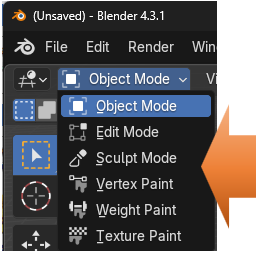 (Unsaved) - Blender 4.3.1
File Edit Render
Object Mode
Object Mode
Edit Mode
Sculpt Mode
Vertex Paint
Weight Paint
Texture Paint